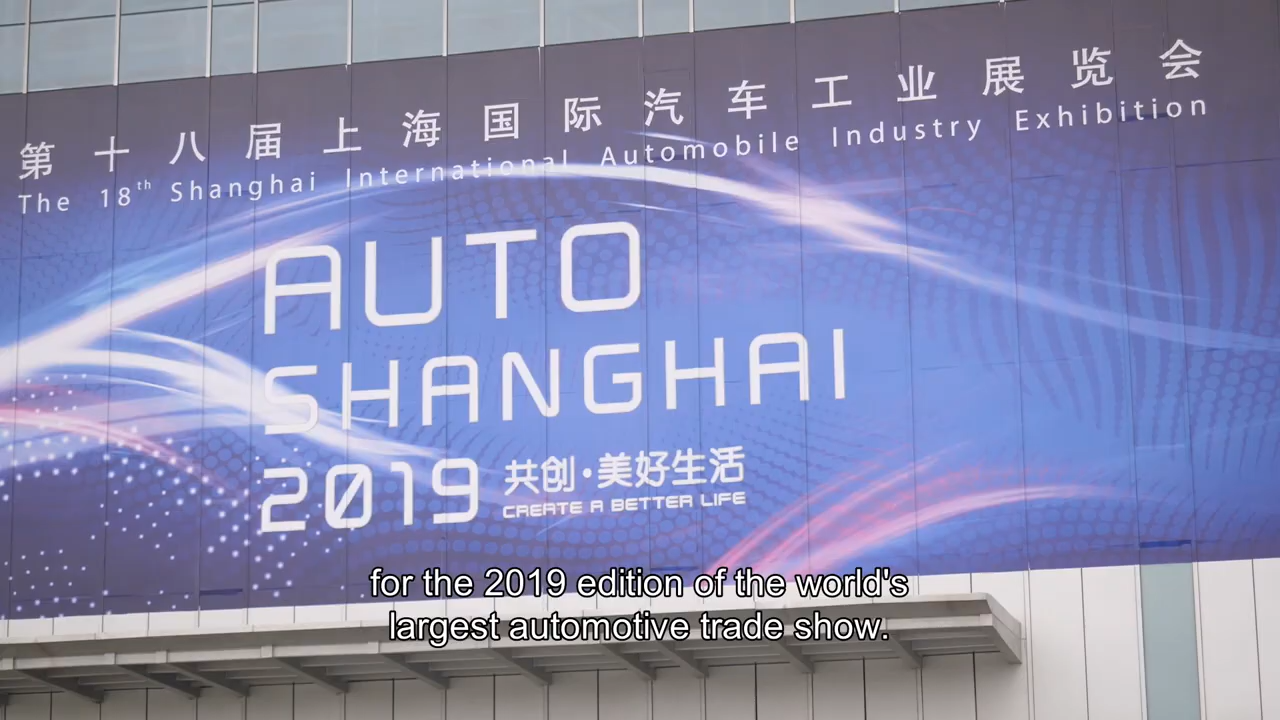 第十八届上海国际汽车工业展览会
The 18th Shanghai International Automobile Industry Exhibition
AUTO
SHANGHAI
2019 共创·美好生活
CREATE A BETTER LIFE
for the 2019 edition of the world's
largest automotive trade show.